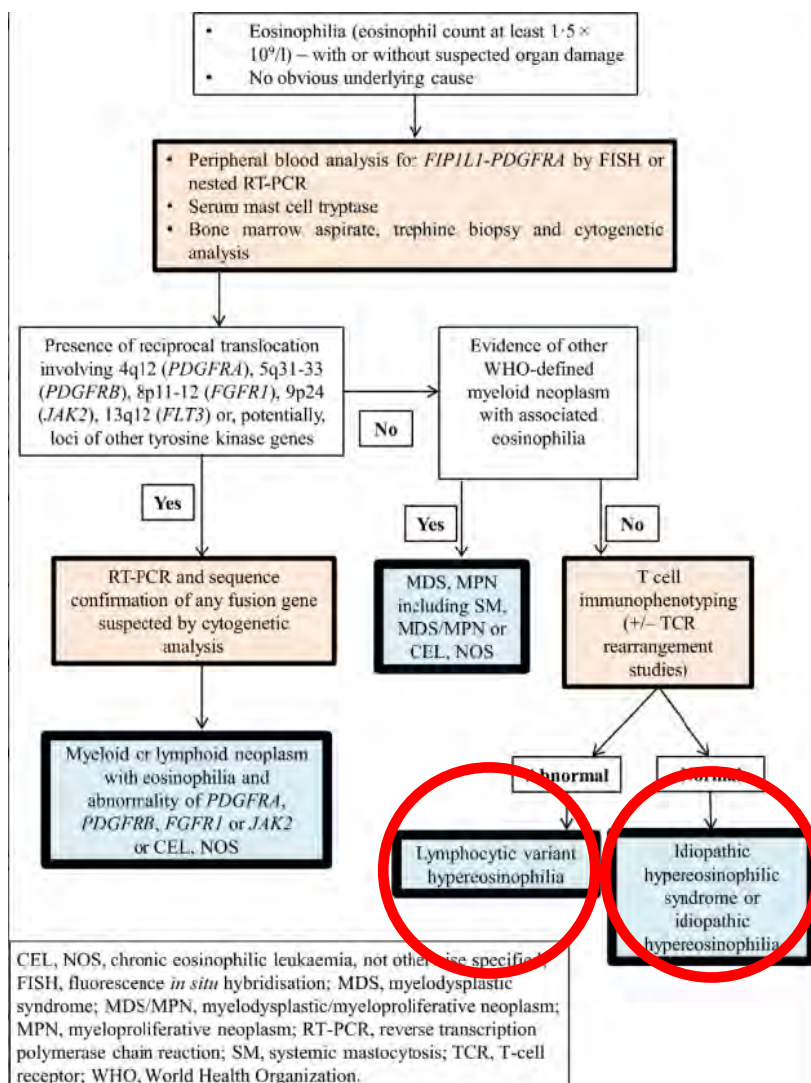 • Eosinophilia (eosinophil count at least 1·5 ×
10⁹/l) – with or without suspected organ damage
• No obvious underlying cause
• Peripheral blood analysis for FIP1L1-PDGFRA by FISH or
nested RT-PCR
• Serum mast cell tryptase
• Bone marrow aspirate, trephine biopsy and cytogenetic
analysis
Presence of reciprocal translocation
involving 4q12 (PDGFRA), 5q31-33
(PDGFRB), 8p11-12 (FGFR1), 9p24
(JAK2), 13q12 (FLT3) or, potentially,
loci of other tyrosine kinase genes
No
Evidence of other
WHO-defined
myeloid neoplasm
with associated
eosinophilia
Yes
Yes
No
RT-PCR and sequence
confirmation of any fusion gene
suspected by cytogenetic
analysis
MDS, MPN
including SM,
MDS/MPN or
CEL, NOS
T cell
immunophenotyping
(+/– TCR
rearrangement
studies)
Myeloid or lymphoid neoplasm
with eosinophilia and
abnormality of PDGFRA,
PDGFRB, FGFR1 or JAK2
or CEL, NOS
Abnormal
Normal
Lymphocytic variant
hypereosinophilia
Idiopathic
hypereosinophilic
syndrome or
idiopathic
hypereosinophilia
CEL, NOS, chronic eosinophilic leukaemia, not otherwise specified;
FISH, fluorescence in situ hybridisation; MDS, myelodysplastic
syndrome; MDS/MPN, myelodysplastic/myeloproliferative neoplasm;
MPN, myeloproliferative neoplasm; RT-PCR, reverse transcription
polymerase chain reaction; SM, systemic mastocytosis; TCR, T-cell
receptor; WHO, World Health Organization.